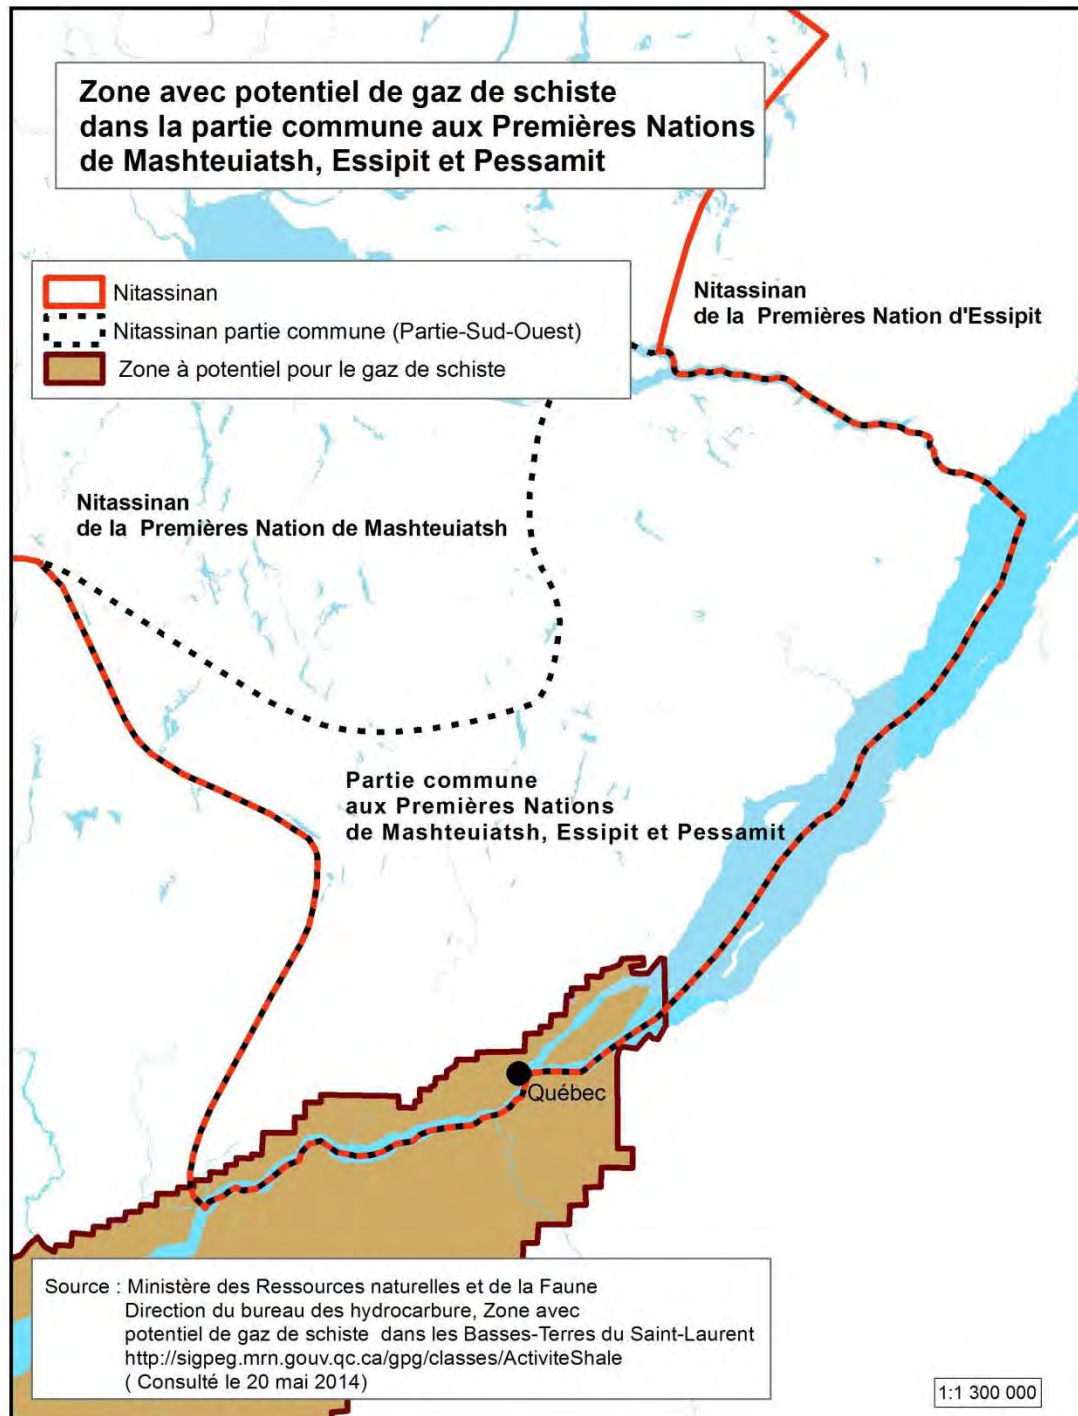 Zone avec potentiel de gaz de schiste
dans la partie commune aux Premières Nations
de Mashteuiatsh, Essipit et Pessamit
Nitassinan
Nitassinan partie commune (Partie-Sud-Ouest)
Zone à potentiel pour le gaz de schiste
Nitassinan
de la Premières Nation d'Essipit
Nitassinan
de la Premières Nation de Mashteuiatsh
Partie commune
aux Premières Nations
de Mashteuiatsh, Essipit et Pessamit
Québec
Source : Ministère des Ressources naturelles et de la Faune
Direction du bureau des hydrocarbure, Zone avec
potentiel de gaz de schiste dans les Basses-Terres du Saint-Laurent
http://sigpeg.mrn.gouv.qc.ca/gpg/classes/ActiviteShale
( Consulté le 20 mai 2014)
1:1 300 000